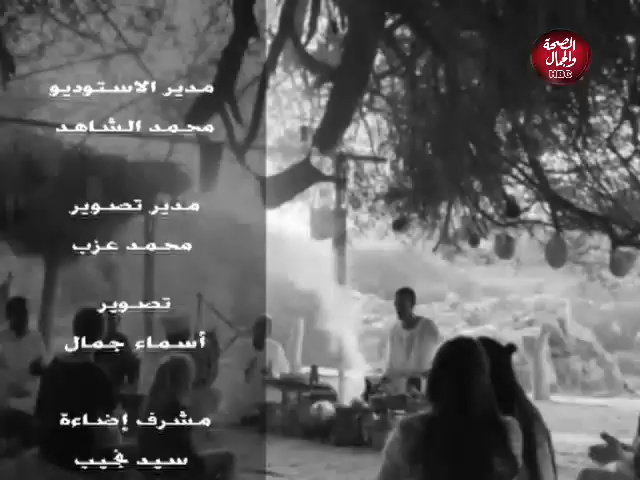 الصحة
والجمال
HBC
مدير الاستوديو
محمد الشاهد
مدير تصوير
محمد عزب
تصوير
أسماء جمال
مشرف إضاءة
سيد نجيب